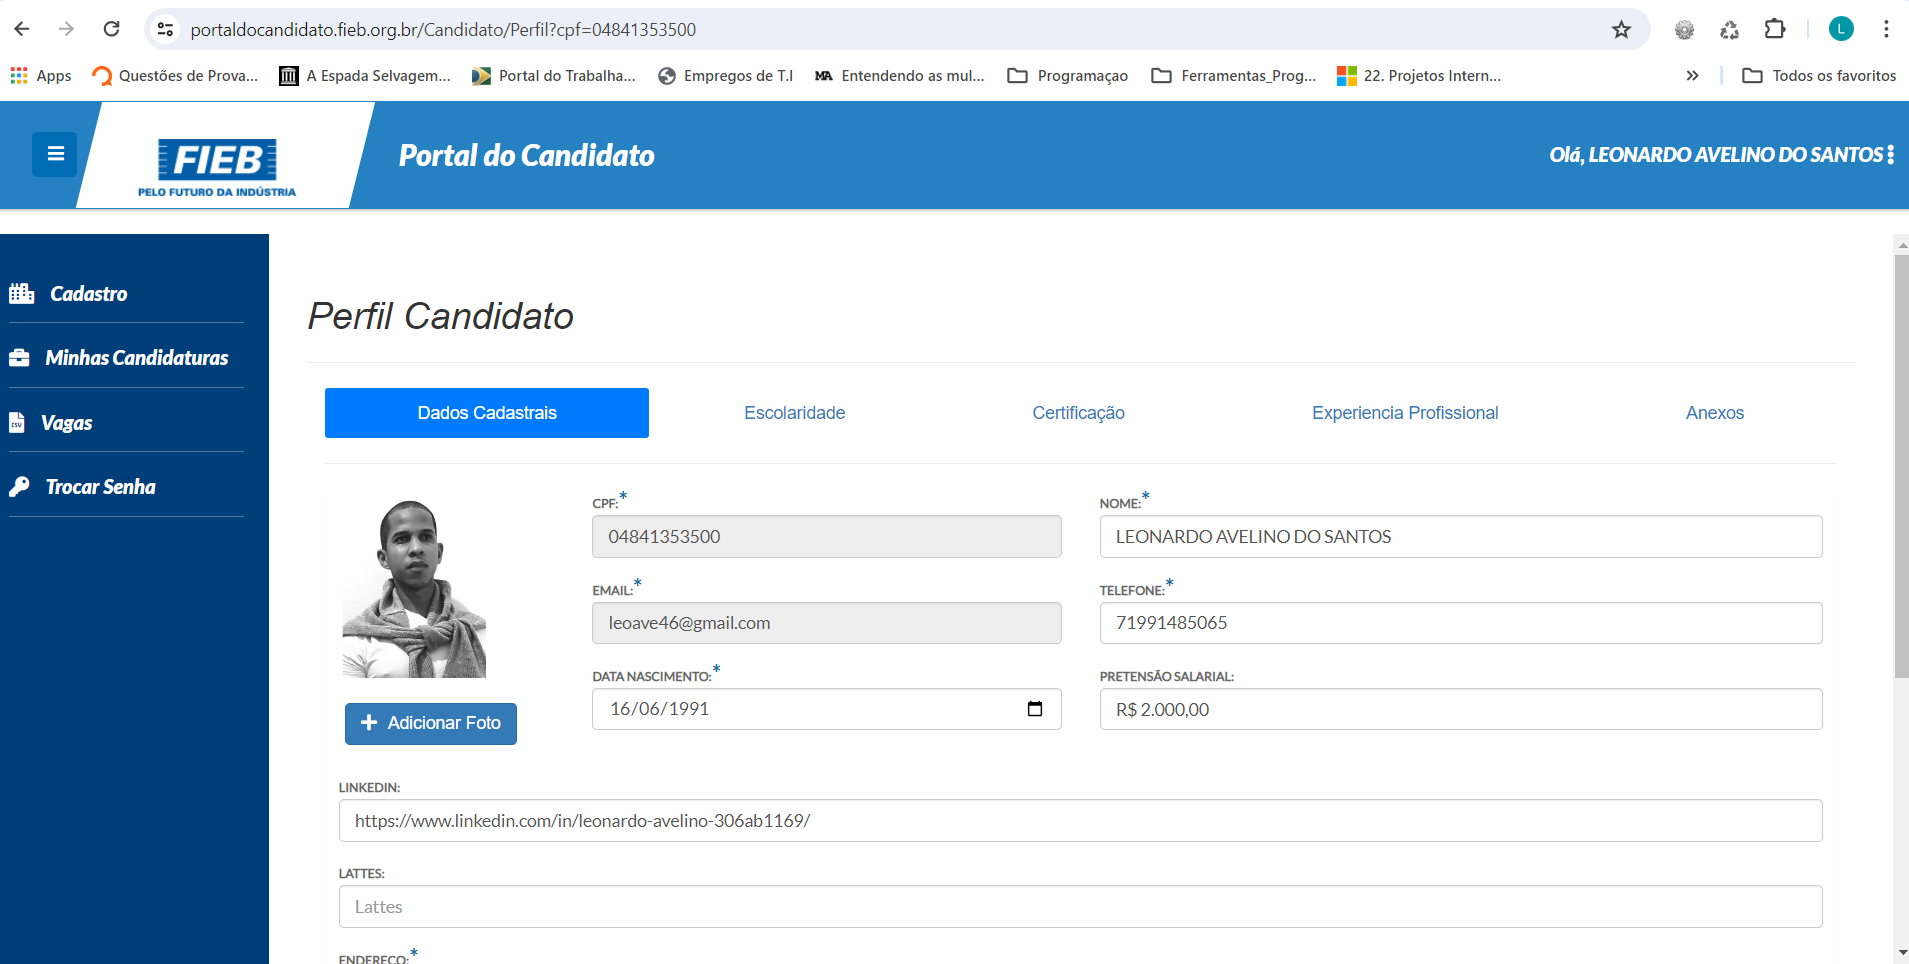 portaldocandidato.fieb.org.br/Candidato/Perfil?cpf=04841353500
L
Apps
Questões de Prova...
A Espada Selvagem...
Portal do Trabalha...
Empregos de T.I
MA
Entendendo as mul...
Programaçao
Ferramentas_Prog...
22. Projetos Intern...
»
Todos os favoritos
FIEB
PELO FUTURO DA INDÚSTRIA
Portal do Candidato
Olá, LEONARDO AVELINO DO SANTOS
Cadastro
Minhas Candidaturas
CSV
Vagas
Trocar Senha
Perfil Candidato
Dados Cadastrais
Escolaridade
Certificação
Experiencia Profissional
Anexos
CPF:*
04841353500
NOME:*
LEONARDO AVELINO DO SANTOS
EMAIL:*
leoave46@gmail.com
TELEFONE:*
71991485065
DATA NASCIMENTO:*
16/06/1991
PRETENSÃO SALARIAL:
R$ 2.000,00
+ Adicionar Foto
LINKEDIN:
https://www.linkedin.com/in/leonardo-avelino-306ab1169/
LATTES:
Lattes
ENDEREÇO:*